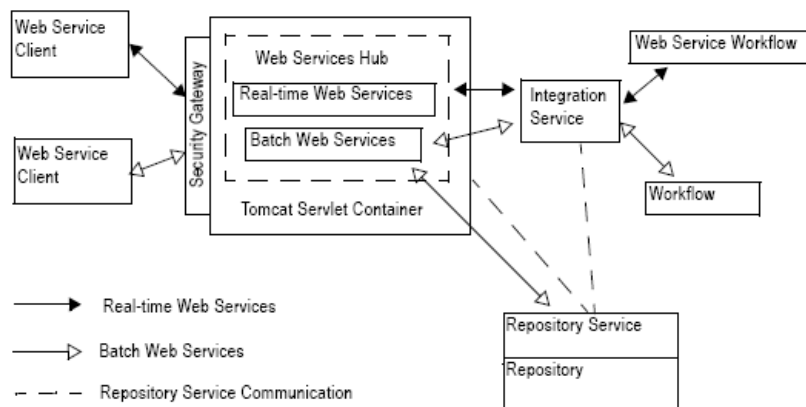 Web Service
Client
Web Service
Client
Security Gateway
Web Services Hub
Real-time Web Services
Batch Web Services
Tomcat Servlet Container
Integration
Service
Web Service Workflow
Workflow
Repository Service
Repository
Real-time Web Services
Batch Web Services
Repository Service Communication